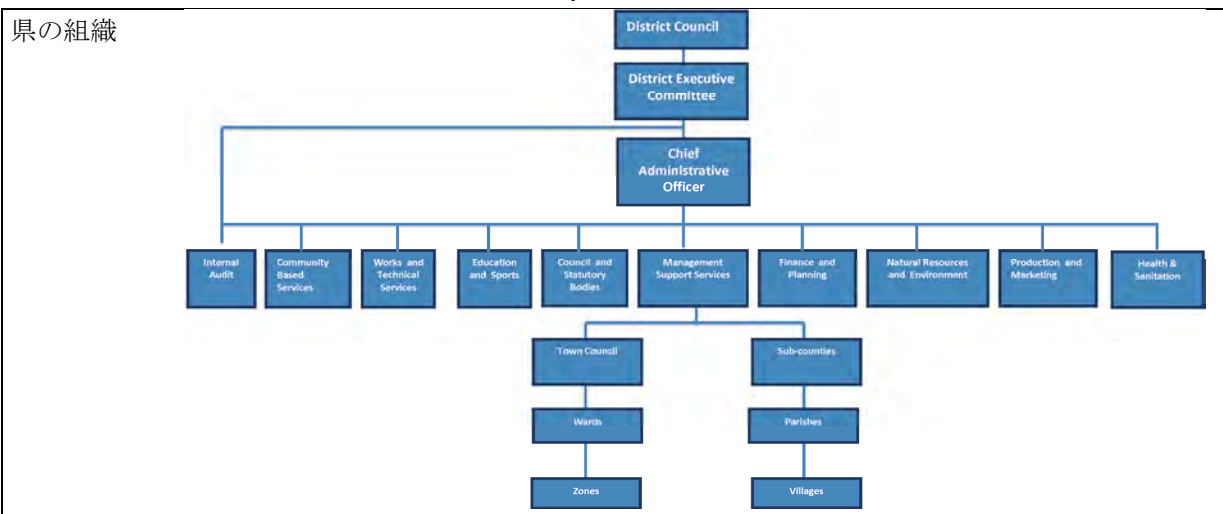 県の組織
District Council
District Executive
Committee
Chief
Administrative
Officer
Internal
Audit
Community
Based
Services
Works and
Technical
Services
Education
and Sports
Council and
Statutory
Bodies
Management
Support Services
Finance and
Planning
Natural Resources
and Environment
Production and
Marketing
Health &
Sanitation
Town Council
Sub-counties
Wards
Parishes
Zones
Villages